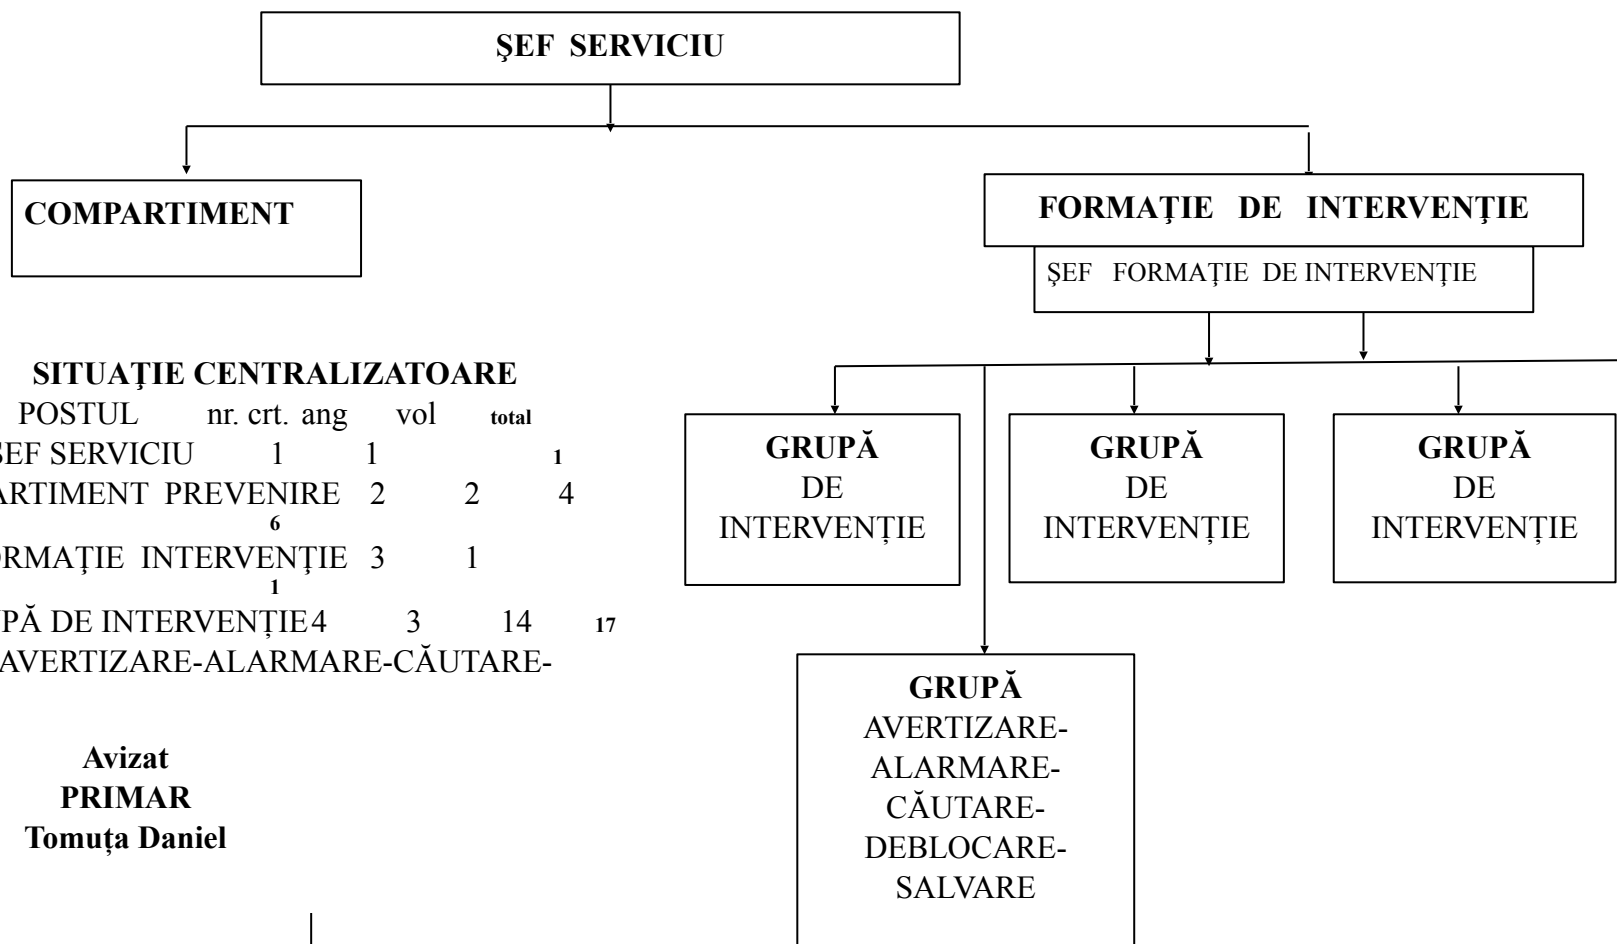 ŞEF SERVICIU
COMPARTIMENT
FORMAŢIE DE INTERVENŢIE
ŞEF FORMAŢIE DE INTERVENŢIE
SITUAŢIE CENTRALIZATOARE
POSTUL nr. crt. ang vol total
ŞEF SERVICIU 1 1 1
ARTIMENT PREVENIRE 2 2 4
6
ORMAŢIE INTERVENŢIE 3 1
1
PĂ DE INTERVENȚIE4 3 14 17
AVERTIZARE-ALARMARE-CĂUTARE-
GRUPĂ
DE
INTERVENȚIE
GRUPĂ
DE
INTERVENȚIE
GRUPĂ
DE
INTERVENȚIE
GRUPĂ
AVERTIZARE-
ALARMARE-
CĂUTARE-
DEBLOCARE-
SALVARE
Avizat
PRIMAR
Tomuța Daniel